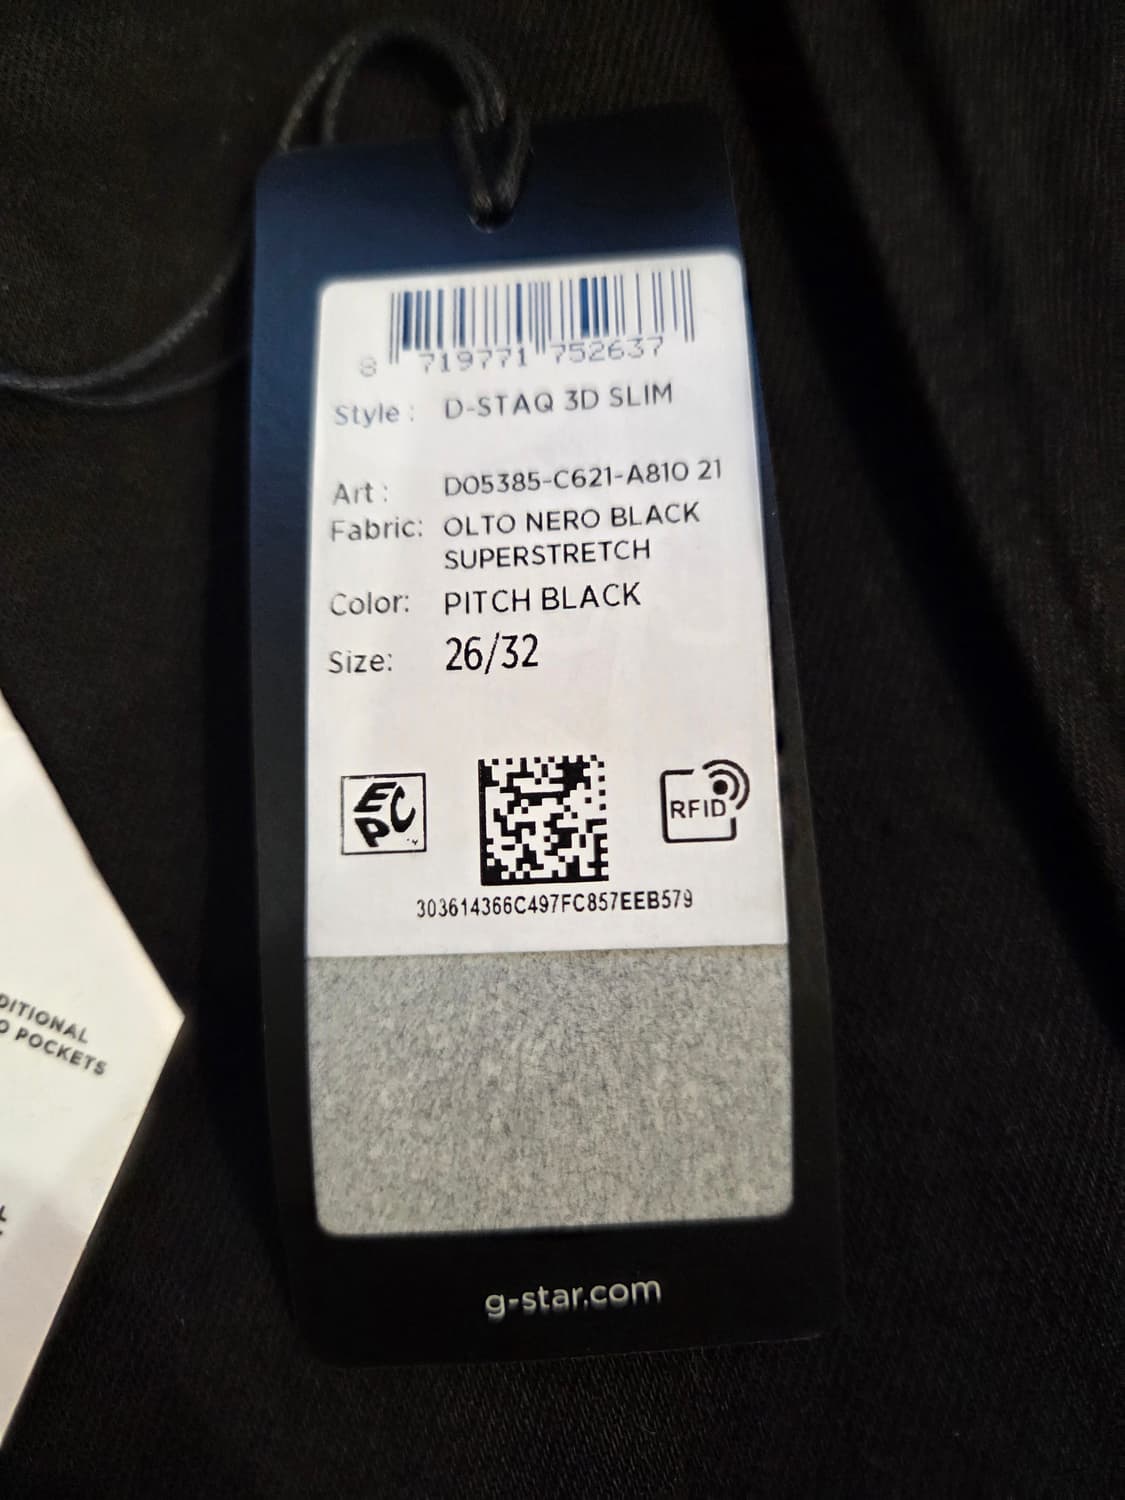 8 719771 752637
Style : D-STAQ 3D SLIM
Art : D05385-C621-A810 21
Fabric: OLTO NERO BLACK
SUPERSTRETCH
Color: PITCH BLACK
Size: 26/32
EPC
RFID
303614366C497FC857EEB579
g-star.com
DITIONAL
O POCKETS